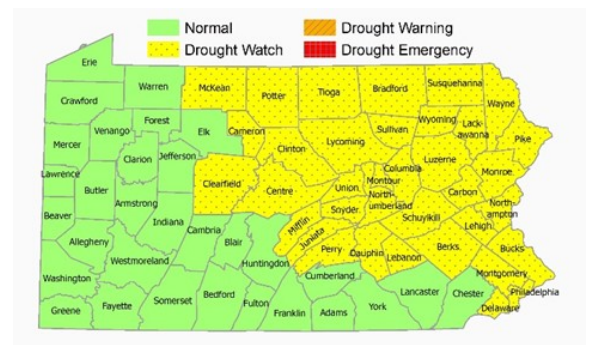 Normal
Drought Warning
Drought Watch
Drought Emergency
Erie
Warren
McKean
Potter
Tioga
Bradford
Susquehanna
Wayne
Crawford
Forest
Elk
Cameron
Wyoming
Lack-
awanna
Pike
Venango
Sullivan
Mercer
Clarion
Jefferson
Clinton
Lycoming
Luzerne
Monroe
Lawrence
Butler
Clearfield
Centre
Union
Montour
Columbia
Carbon
North-
umberland
North-
ampton
Armstrong
Snyder
Schuylkill
Lehigh
Beaver
Indiana
Cambria
Blair
Mifflin
Juniata
Perry
Dauphin
Lebanon
Berks
Bucks
Allegheny
Westmoreland
Huntingdon
Cumberland
Montgomery
Washington
Lancaster
Chester
Philadelphia
Delaware
Greene
Fayette
Somerset
Bedford
Fulton
Franklin
Adams
York